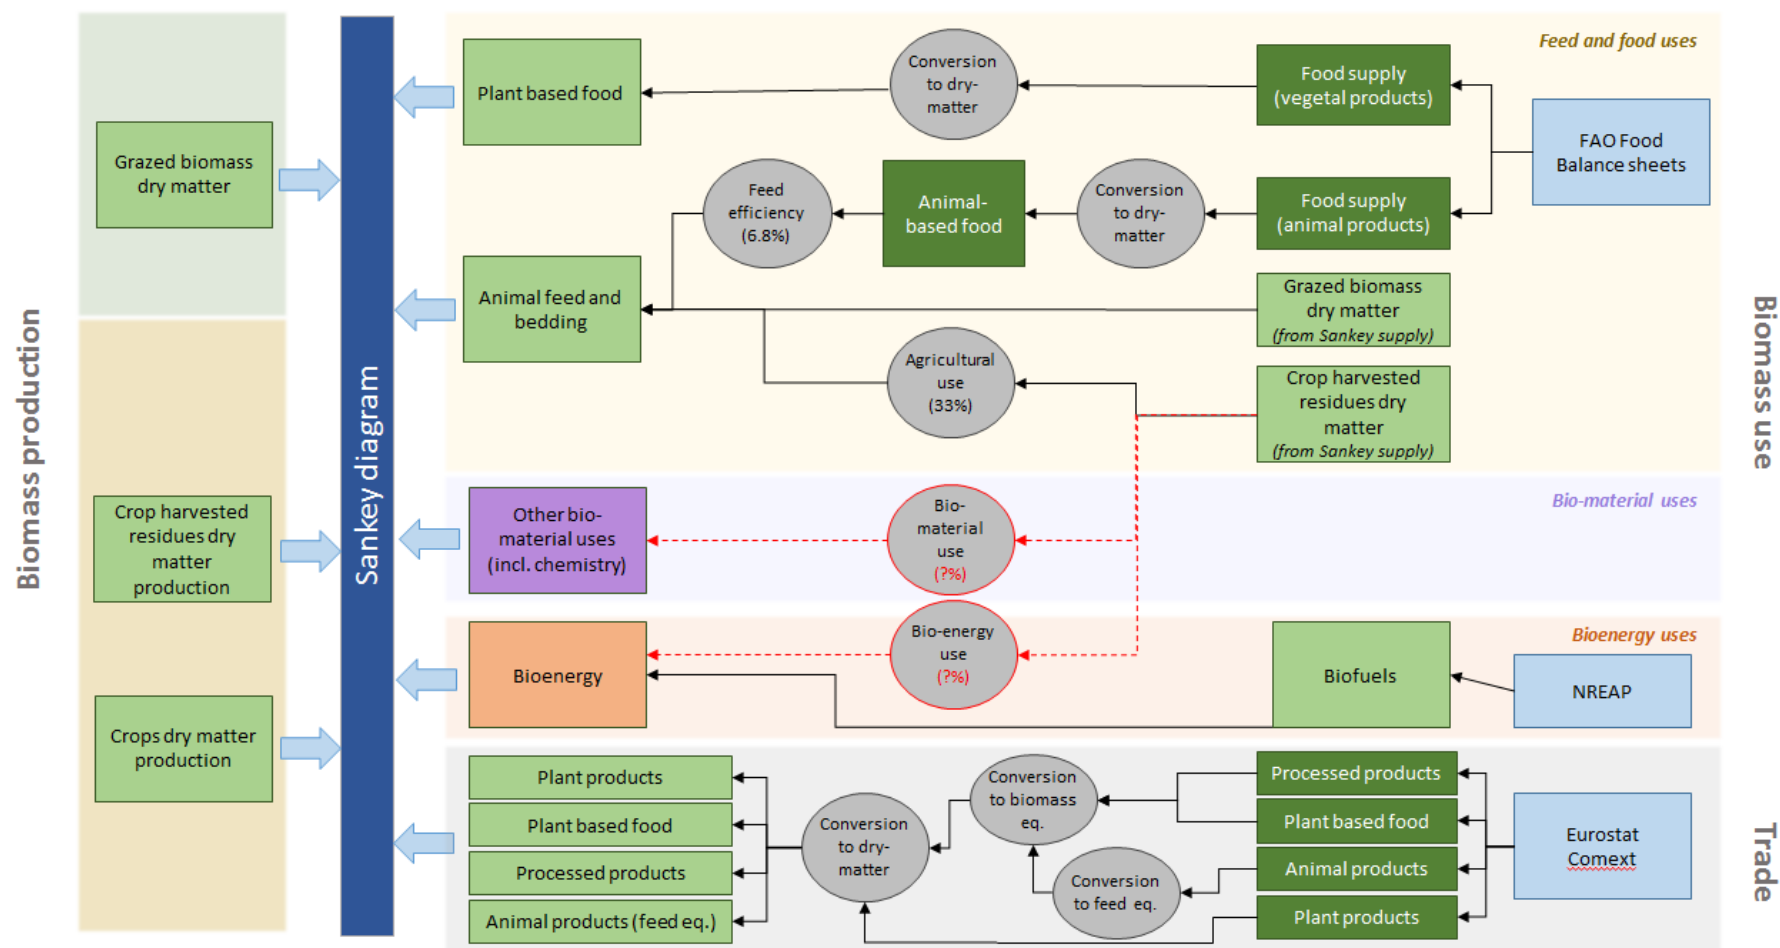 Biomass production
Grazed biomass
dry matter
Crop harvested
residues dry
matter
production
Crops dry matter
production
Sankey diagram
Feed and food uses
Plant based food
Conversion
to dry-
matter
Food supply
(vegetal products)
FAO Food
Balance sheets
Feed
efficiency
(6.8%)
Animal-
based food
Conversion
to dry-
matter
Food supply
(animal products)
Animal feed and
bedding
Grazed biomass
dry matter
(from Sankey supply)
Agricultural
use
(33%)
Crop harvested
residues dry
matter
(from Sankey supply)
Biomass use
Bio-material uses
Other bio-
material uses
(incl. chemistry)
Bio-
material
use
(?%)
Bioenergy uses
Bioenergy
Bio-energy
use
(?%)
Biofuels
NREAP
Plant products
Plant based food
Processed products
Animal products (feed eq.)
Conversion
to dry-
matter
Conversion
to biomass
eq.
Conversion
to feed eq.
Processed products
Plant based food
Animal products
Plant products
Eurostat
Comext
Trade